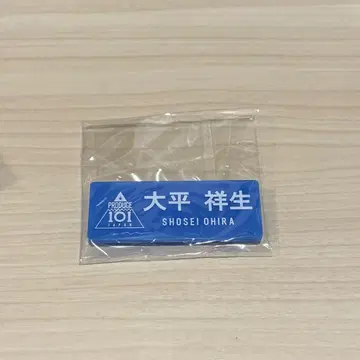 PRODUCE
101
JAPAN
大平 祥生
SHOSEI OHIRA